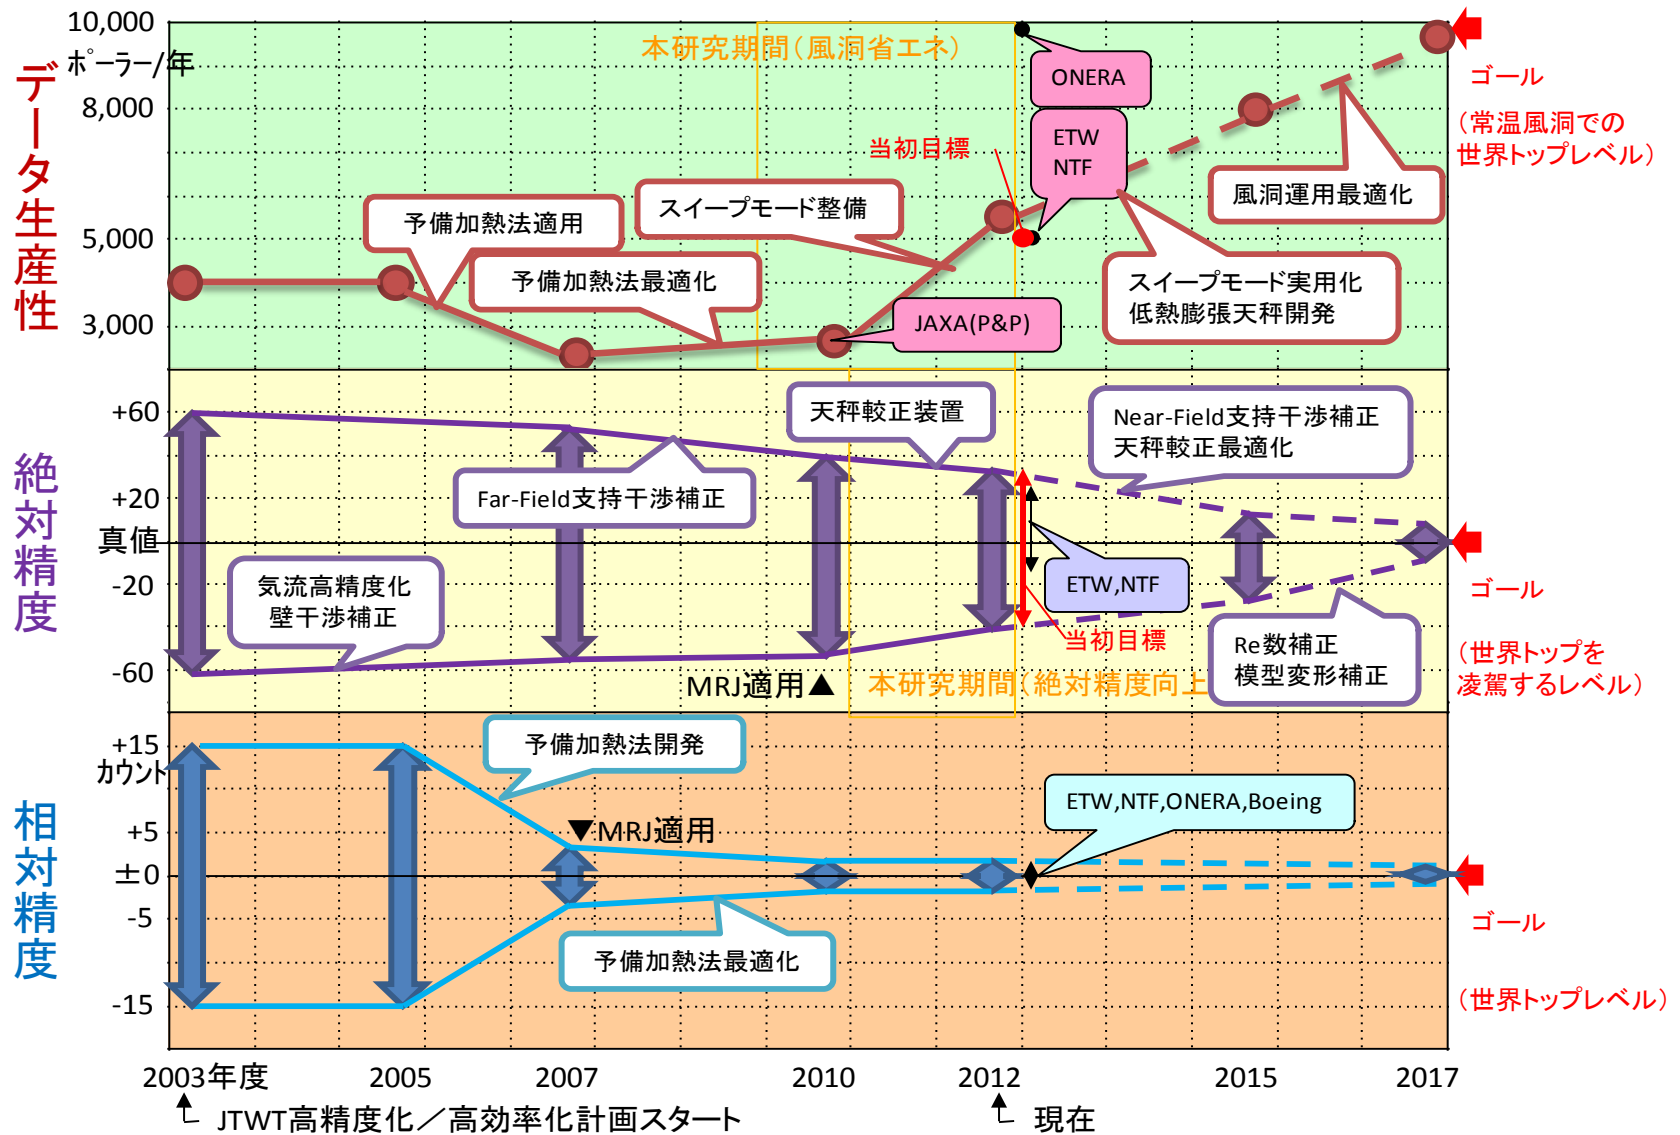 データ生産性
10,000
ポーラー/年
8,000
5,000
3,000
本研究期間(風洞省エネ)
ONERA
ETW
NTF
当初目標
スイープモード整備
予備加熱法適用
予備加熱法最適化
JAXA(P&P)
風洞運用最適化
スイープモード実用化
低熱膨張天秤開発
ゴール
(常温風洞での
世界トップレベル)
絶対精度
+60
+20
真値
-20
-60
天秤較正装置
Near-Field支持干渉補正
天秤較正最適化
Far-Field支持干渉補正
気流高精度化
壁干渉補正
ETW,NTF
当初目標
Re数補正
模型変形補正
MRJ適用▲
本研究期間(絶対精度向上
ゴール
(世界トップを
凌駕するレベル)
相対精度
+15
カウント
+5
±0
-5
-15
予備加熱法開発
▼MRJ適用
ETW,NTF,ONERA,Boeing
予備加熱法最適化
ゴール
(世界トップレベル)
2003年度
2005
2007
2010
2012
2015
2017
JTWT高精度化／高効率化計画スタート
現在